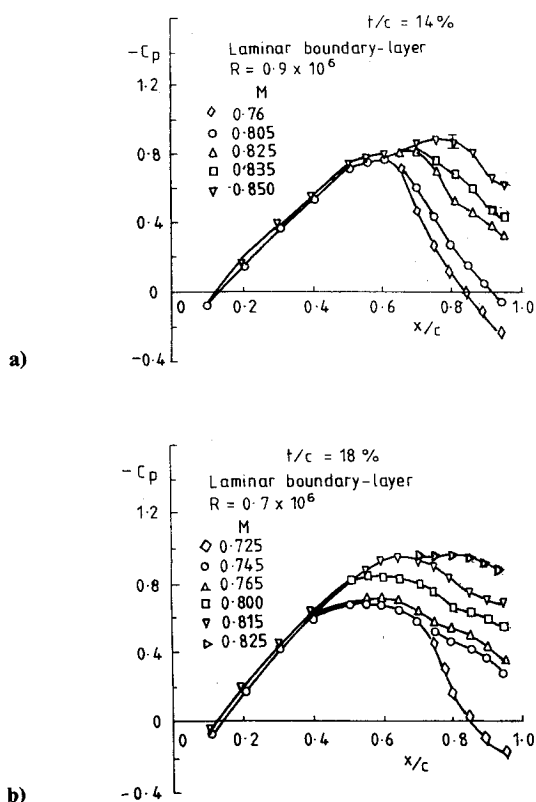 t/c = 14%
-Cp
Laminar boundary-layer
R = 0·9 x 10⁶
M
0·76
0·805
0·825
0·835
0·850
1·2
0·8
0·4
0
-0·4
0 0·2 0·4 0·6 0·8 1·0
x/c
a)
t/c = 18%
-Cp
Laminar boundary-layer
R = 0·7 x 10⁶
M
0·725
0·745
0·765
0·800
0·815
0·825
1·2
0·8
0·4
0
-0·4
0 0·2 0·4 0·6 0·8 1·0
x/c
b)